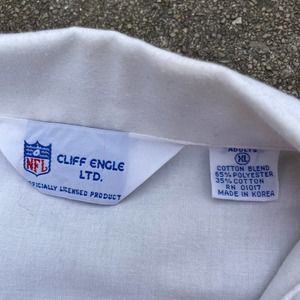 NFL
CLIFF ENGLE
LTD.
OFFICIALLY LICENSED PRODUCT
ADULTS
XL
COTTON BLEND
65% POLYESTER
35% COTTON
RN 01017
MADE IN KOREA